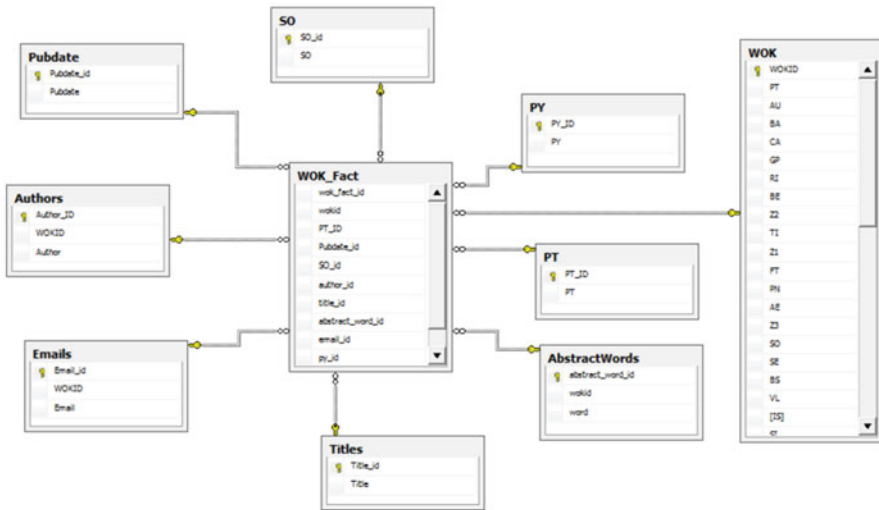 SO
SO_id
SO
Pubdate
Pubdate_id
Pubdate
WOK
WOKID
PT
AU
BA
CA
GP
RI
BE
Z2
TI
Z1
FT
PN
AE
Z3
SO
SE
BS
VL
[IS]
SI
PY
PY_ID
PY
WOK_Fact
wok_fact_id
wokid
PT_ID
Pubdate_id
SO_id
author_id
title_id
abstract_word_id
email_id
py_id
Authors
Author_ID
WOKID
Author
PT
PT_ID
PT
Emails
Email_id
WOKID
Email
AbstractWords
abstract_word_id
wokid
word
Titles
Title_id
Title